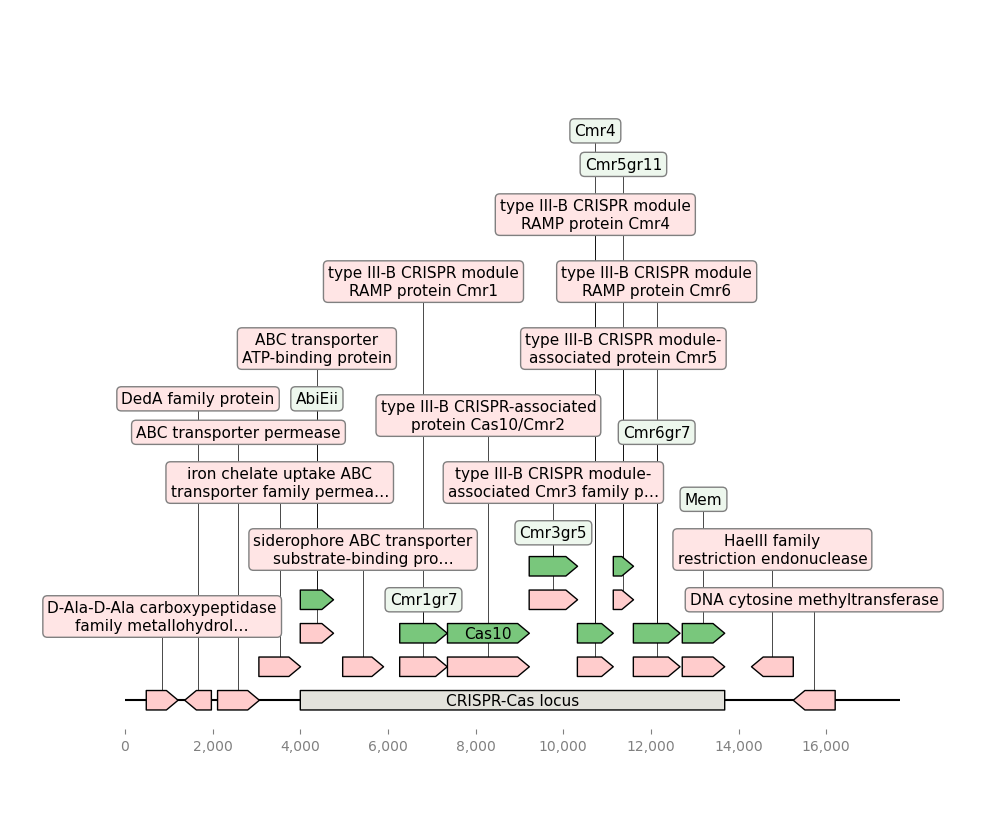 Cmr4
Cmr5gr11
type III-B CRISPR module
RAMP protein Cmr4
type III-B CRISPR module
RAMP protein Cmr1
type III-B CRISPR module
RAMP protein Cmr6
ABC transporter
ATP-binding protein
type III-B CRISPR module-
associated protein Cmr5
DedA family protein
AbiEii
type III-B CRISPR-associated
protein Cas10/Cmr2
ABC transporter permease
Cmr6gr7
iron chelate uptake ABC
transporter family permea…
type III-B CRISPR module-
associated Cmr3 family p…
Mem
Cmr3gr5
siderophore ABC transporter
substrate-binding pro…
HaeIII family
restriction endonuclease
Cmr1gr7
DNA cytosine methyltransferase
D-Ala-D-Ala carboxypeptidase
family metallohydrol…
Cas10
CRISPR-Cas locus
0
2,000
4,000
6,000
8,000
10,000
12,000
14,000
16,000